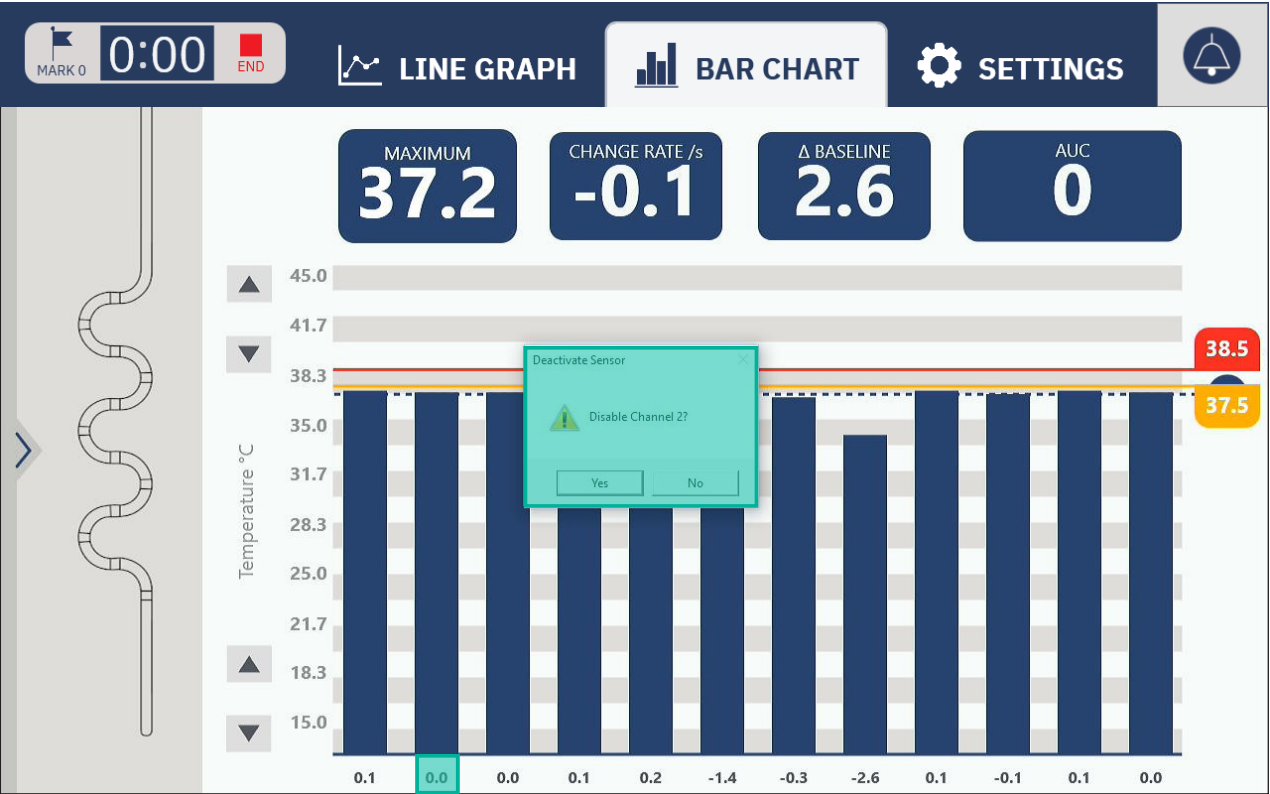 MARK 0
0:00
END
LINE GRAPH
BAR CHART
SETTINGS
MAXIMUM
37.2
CHANGE RATE /s
-0.1
Δ BASELINE
2.6
AUC
0
45.0
41.7
38.3
35.0
31.7
28.3
25.0
21.7
18.3
15.0
Temperature °C
Deactivate Sensor
Disable Channel 2?
Yes No
38.5
37.5
0.1 0.0 0.0 0.1 0.2 -1.4 -0.3 -2.6 0.1 -0.1 0.1 0.0